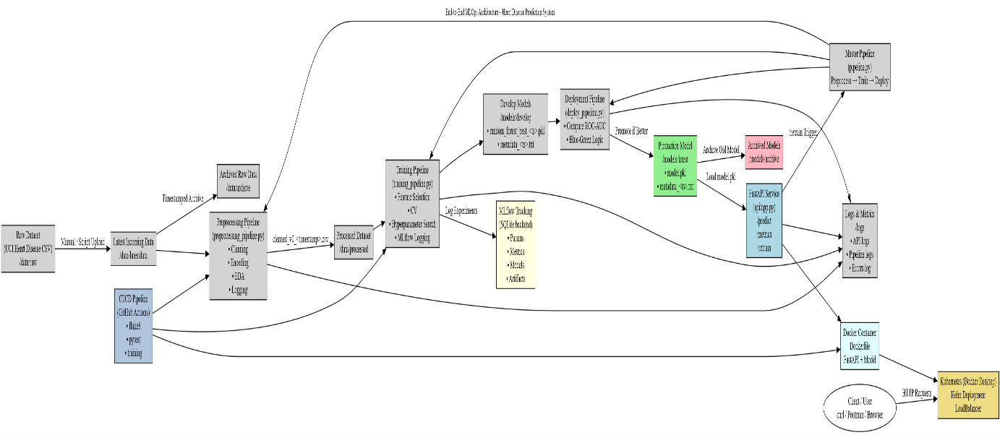 End-to-End MLOps Architecture – Heart Disease Prediction System
Master Pipeline
(pipeline.py)
Preprocess → Train → Deploy
Develop Models
/models/develop
• random_forest_best_<ts>.pkl
• metadata_<ts>.txt
Deployment Pipeline
(deploy_pipeline.py)
• Compare ROC-AUC
• Blue-Green Logic
Promote if Better
Production Model
/models/latest
• model.pkl
• metadata_<ts>.txt
Archive Old Model
Load model.pkl
Archived Models
/models/archive
/retrain Trigger
Archived Raw Data
/data/archive
Timestamped Archive
Training Pipeline
(training_pipeline.py)
• Feature Selection
• CV
• Hyperparameter Search
• MLflow Logging
Log Experiments
MLflow Tracking
(SQLite backend)
• Params
• Metrics
• Models
• Artifacts
FastAPI Service
(api/app.py)
/predict
/metrics
/retrain
Logs & Metrics
/logs
• API logs
• Pipeline logs
• Errors log
Raw Dataset
(UCI Heart Disease CSV)
/data/raw
Manual / Script Upload
Latest Incoming Data
/data/latestdata
Preprocessing Pipeline
(preprocessing_pipeline.py)
• Cleaning
• Encoding
• EDA
• Logging
cleaned_v0_<timestamp>.csv
Processed Dataset
/data/processed
CI/CD Pipeline
(GitHub Actions)
• flake8
• pytest
• training
Docker Container
Dockerfile
FastAPI + Model
Client / User
curl / Postman / Browser
HTTP Requests
Kubernetes (Docker Desktop)
Helm Deployment
LoadBalancer